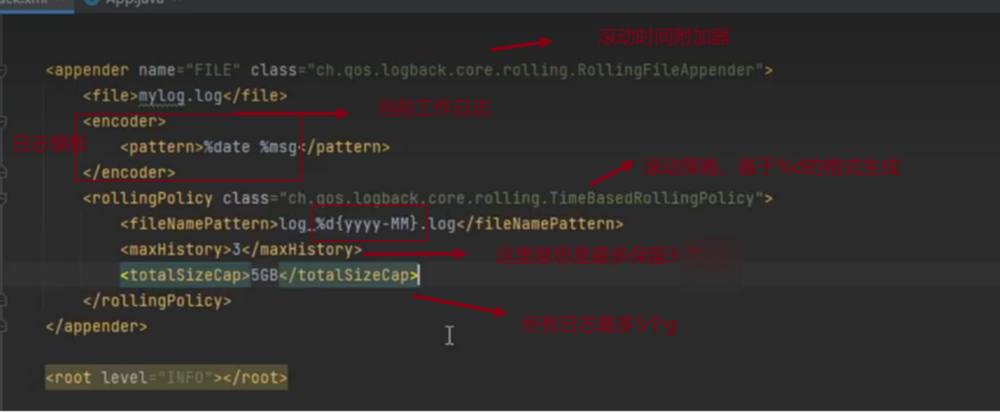 App.java
滚动时间附加器
<appender name="FILE" class="ch.qos.logback.core.rolling.RollingFileAppender">
<file>mylog.log</file>
当前工作日志
<encoder>
日志模板
<pattern>%date %msg</pattern>
</encoder>
滚动策略，基于%d的格式生成
<rollingPolicy class="ch.qos.logback.core.rolling.TimeBasedRollingPolicy">
<fileNamePattern>log_%d{yyyy-MM}.log</fileNamePattern>
<maxHistory>3</maxHistory>
这里意思是最多保留3 个
<totalSizeCap>5GB</totalSizeCap>
</rollingPolicy>
所有日志最多5个g
</appender>
<root level="INFO"></root>